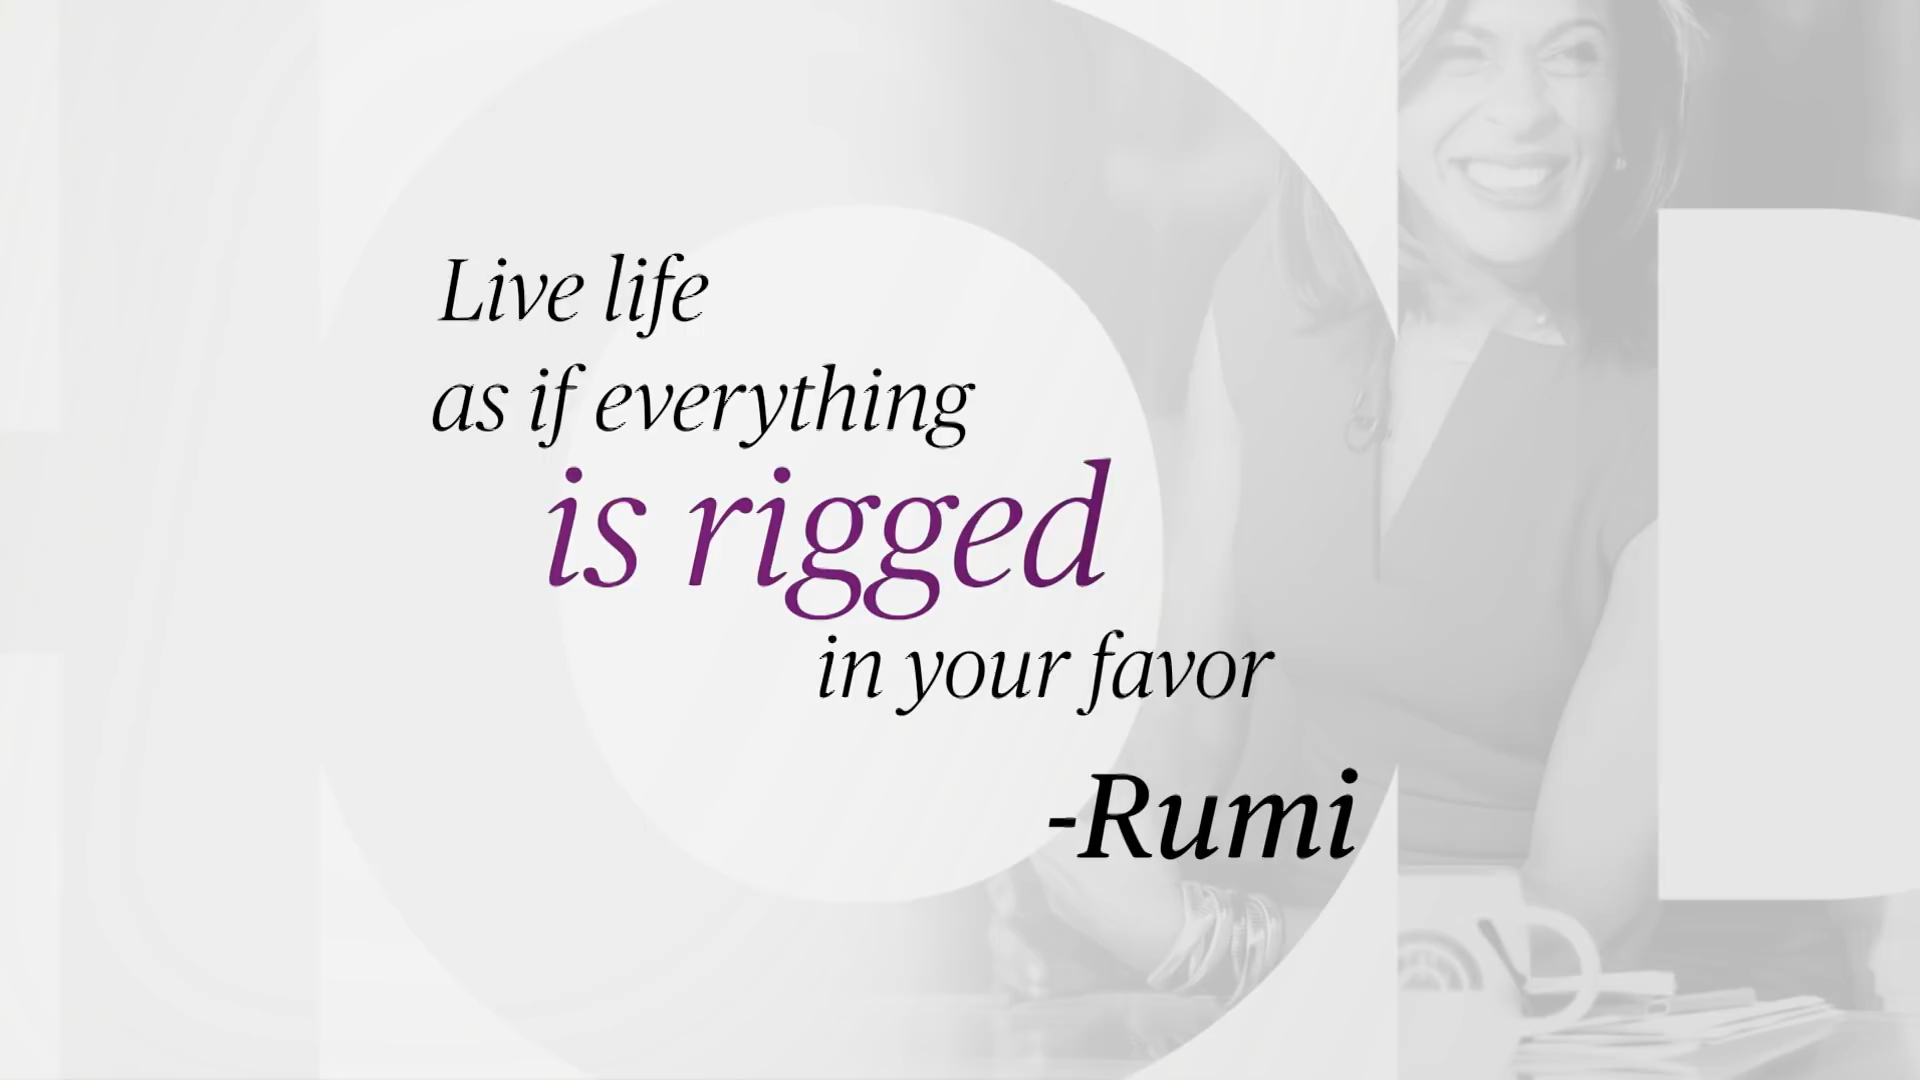 Live life
as if everything
is rigged
in your favor
-Rumi